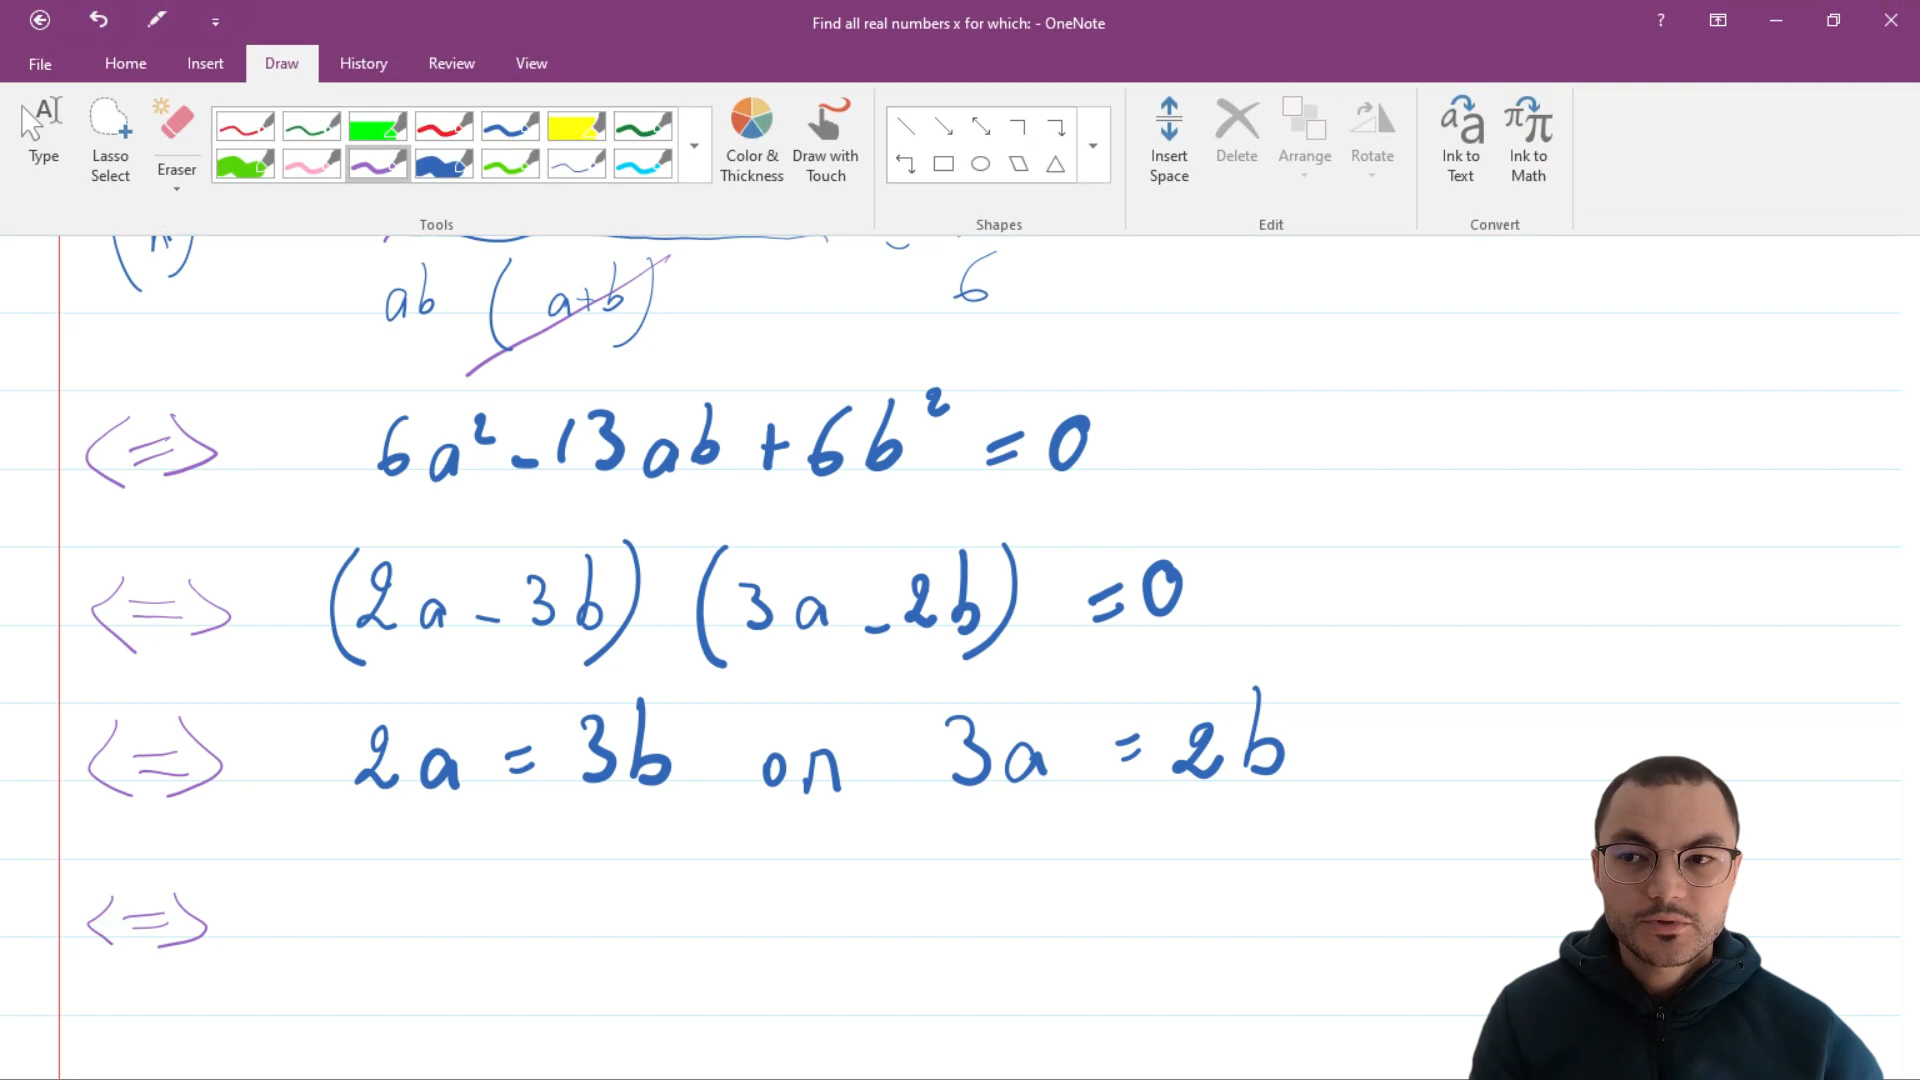 Find all real numbers x for which: - OneNote
?
File Home Insert Draw History Review View
Type
Lasso Select
Eraser
Color & Thickness
Draw with Touch
Insert Space
Delete
Arrange
Rotate
Ink to Text
Ink to Math
Tools Shapes Edit Convert
ab (a+b) 6
<=> 6a² - 13ab + 6b² = 0
<=> (2a - 3b) (3a - 2b) = 0
<=> 2a = 3b or 3a = 2b
<=>